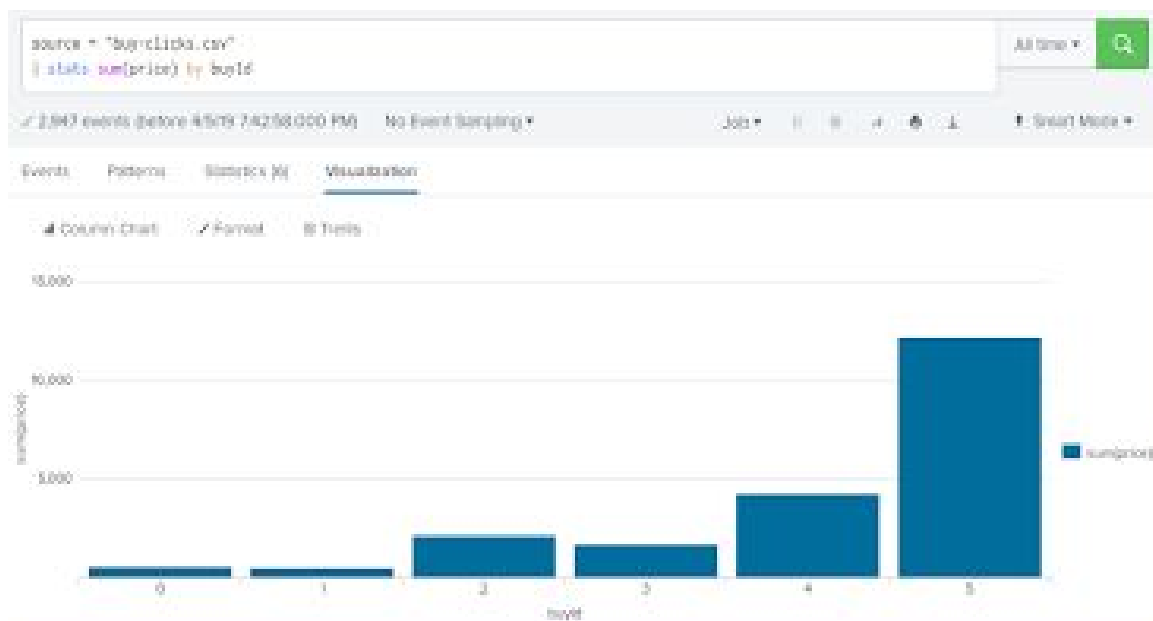 source = "buy-clicks.csv"
| stats sum(price) by buyId
All time
2,947 events (before 4/5/19 7:42:58.000 PM) No Event Sampling Job Smart Mode
Events Patterns Statistics (6) Visualization
Column Chart Format Trellis
15,000
10,000
5,000
sum(price)
sum(price)
0 1 2 3 4 5
buyId